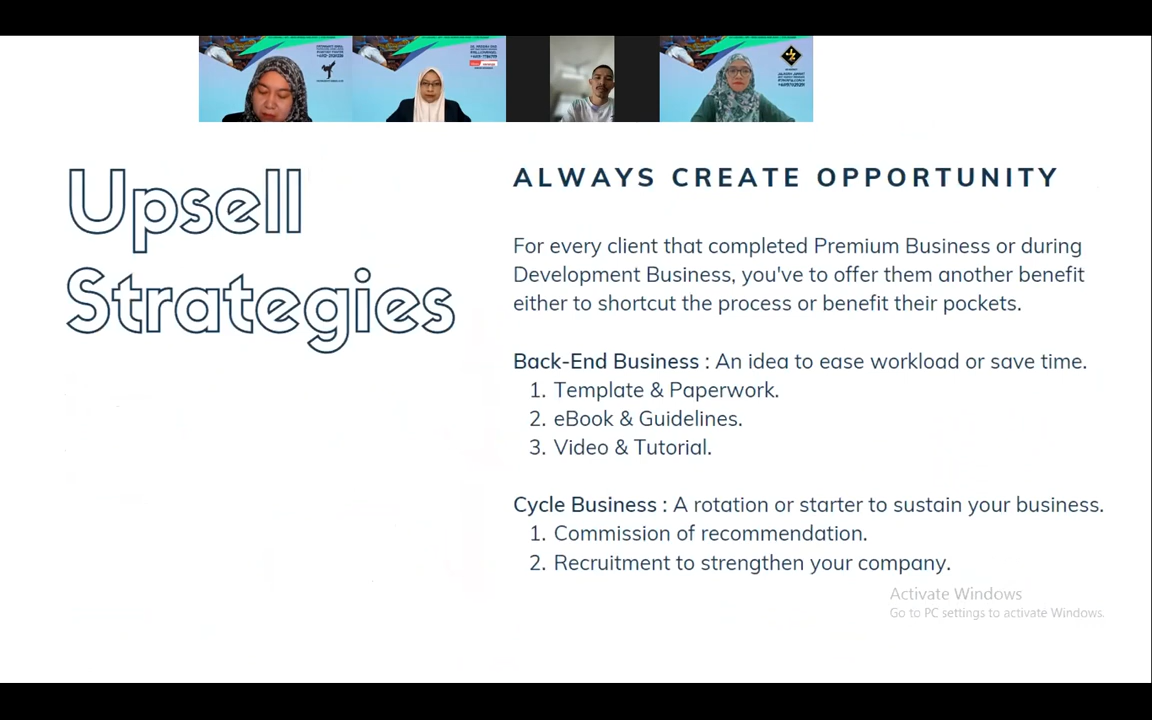 Upsell
Strategies
ALWAYS CREATE OPPORTUNITY
For every client that completed Premium Business or during
Development Business, you've to offer them another benefit
either to shortcut the process or benefit their pockets.
Back-End Business : An idea to ease workload or save time.
1. Template & Paperwork.
2. eBook & Guidelines.
3. Video & Tutorial.
Cycle Business : A rotation or starter to sustain your business.
1. Commission of recommendation.
2. Recruitment to strengthen your company.
Activate Windows
Go to PC settings to activate Windows.